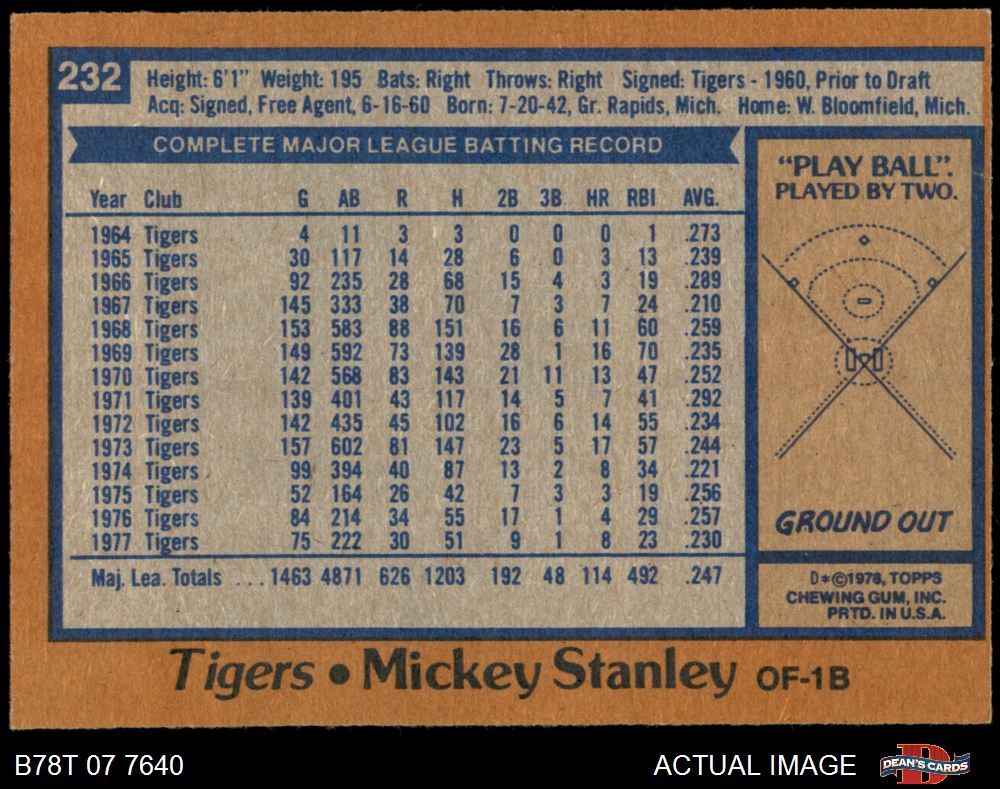 232
Height: 6'1" Weight: 195 Bats: Right Throws: Right Signed: Tigers - 1960, Prior to Draft
Acq: Signed, Free Agent, 6-16-60 Born: 7-20-42, Gr. Rapids, Mich. Home: W. Bloomfield, Mich.
COMPLETE MAJOR LEAGUE BATTING RECORD
Year Club G AB R H 2B 3B. HR RBI AVG.
1964 Tigers 4 11 3 3 0 0 0 1 .273
1965 Tigers 30 117 14 28 6 0 3 13 .239
1966 Tigers 92 235 28 68 15 4 3 19 .289
1967 Tigers 145 333 38 70 7 3 7 24 .210
1968 Tigers 153 583 88 151 16 6 11 60 .259
1969 Tigers 149 592 73 139 28 1 16 70 .235
1970 Tigers 142 568 83 143 21 11 13 47 .252
1971 Tigers 139 401 43 117 14 5 7 41 .292
1972 Tigers 142 435 45 102 16 6 14 55 .234
1973 Tigers 157 602 81 147 23 5 17 57 .244
1974 Tigers 99 394 40 87 13 2 8 34 .221
1975 Tigers 52 164 26 42 7 3 3 19 .256
1976 Tigers 84 214 34 55 17 1 4 29 .257
1977 Tigers 75 222 30 51 9 1 8 23 .230
Maj. Lea. Totals ...1463 4871 626 1203 192 48 114 492 .247
"PLAY BALL".
PLAYED BY TWO.
GROUND OUT
D*©1978, TOPPS
CHEWING GUM, INC.
PRTD. IN U.S.A.
Tigers • Mickey Stanley OF-1B
B78T 07 7640
ACTUAL IMAGE
D
DEAN'S CARDS